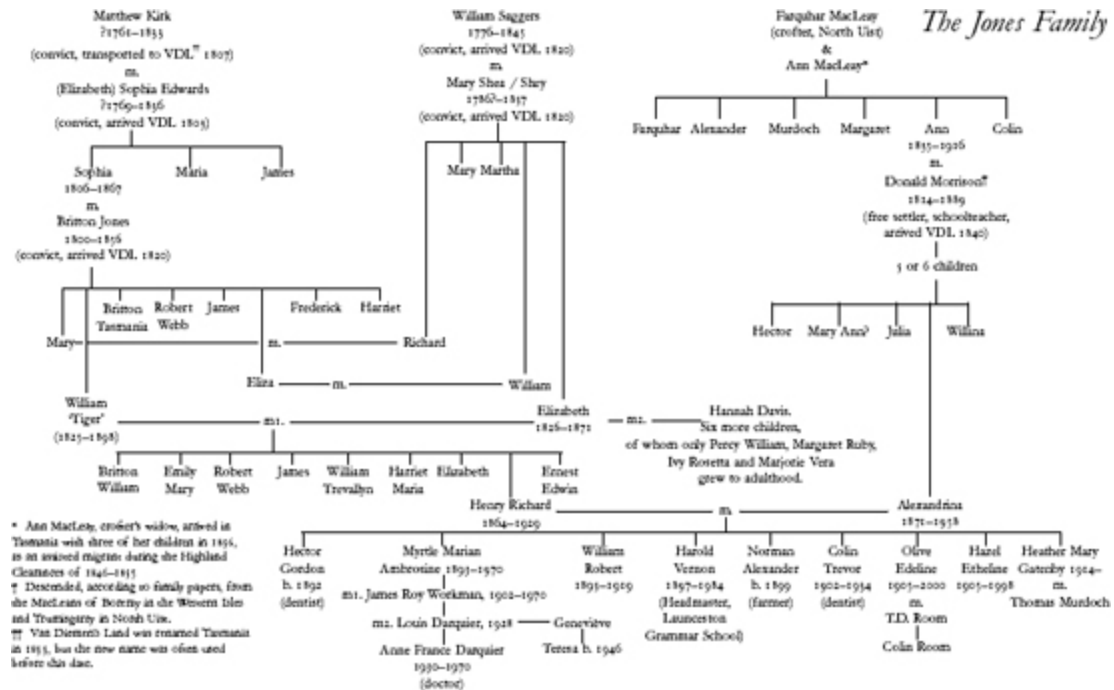 The Jones Family
Matthew Kirk
?1761–1833
(convict, transported to VDL¶¶ 1807)
m.
(Elizabeth) Sophia Edwards
?1769–1856
(convict, arrived VDL 1805)
Sophia
1806–1867
m.
Britton Jones
1800–1856
(convict, arrived VDL 1820)
Maria
James
William Saggers
1776–1845
(convict, arrived VDL 1820)
m.
Mary Shea / Shey
1786?–1857
(convict, arrived VDL 1820)
Mary Martha
Farquhar MacLeay
(crofter, North Uist)
&
Ann MacLeay*
Farquhar Alexander Murdoch Margaret Ann Colin
1835–1926
m.
Donald Morrison¶
1824–1889
(free settler, schoolteacher,
arrived VDL 1840)
5 or 6 children
Hector Mary Ann? Julia Willina
Britton
Tasmania
Robert
Webb
James
Frederick
Harriet
Mary m. Richard
Eliza m. William
William
'Tiger'
(1825–1898)
m1.
Elizabeth
1826–1871
m2.
Hannah Davis.
Six more children,
of whom only Percy William, Margaret Ruby,
Ivy Rosetta and Marjorie Vera
grew to adulthood.
Britton
William
Emily
Mary
Robert
Webb
James
William
Trevallyn
Harriet
Maria
Elizabeth
Ernest
Edwin
Henry Richard
1864–1929
m.
Alexandrina
1871–1958
Hector
Gordon
b. 1892
(dentist)
Myrtle Marian
Ambrosine 1893–1970
m1. James Roy Workman, 1902–1970
m2. Louis Darquier, 1928
Anne France Darquier
1930–1970
(doctor)
Geneviève
Teresa b. 1946
William
Robert
1895–1919
Harold
Vernon
1897–1984
(Headmaster,
Launceston
Grammar School)
Norman
Alexander
b. 1899
(farmer)
Colin
Trevor
1902–1934
(dentist)
Olive
Edeline
1905–2000
m.
T.D. Room
Colin Room
Hazel
Etheline
1905–1998
Heather Mary
Gatenby 1914–
m.
Thomas Murdoch
* Ann MacLeay, crofter's widow, arrived in
Tasmania with three of her children in 1856,
as an assisted migrant during the Highland
Clearances of 1846–1855
¶ Descended, according to family papers, from
the MacLeans of Boreray in the Western Isles
and Trumisgarry in North Uist.
¶¶ Van Diemen's Land was renamed Tasmania
in 1855, but the new name was often used
before this date.